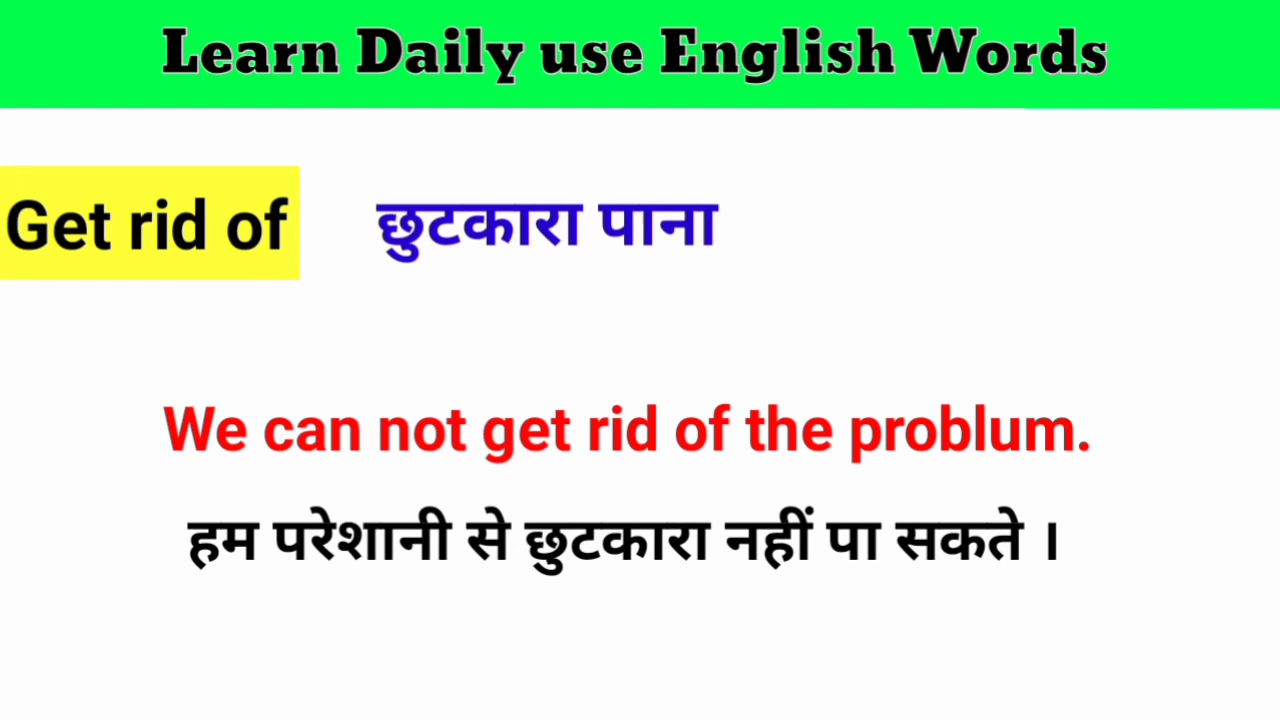 Learn Daily use English Words
Get rid of छुटकारा पाना
We can not get rid of the problum.
हम परेशानी से छुटकारा नहीं पा सकते ।